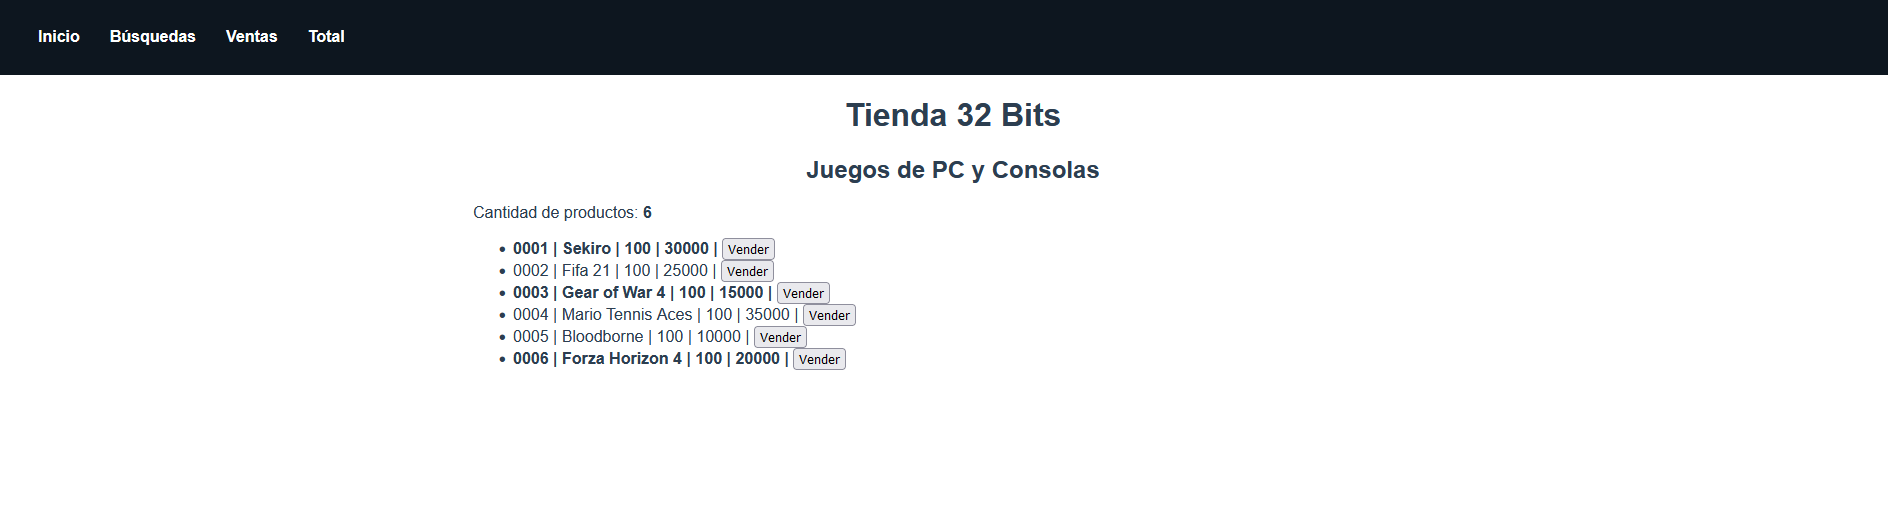 Inicio Búsquedas Ventas Total
Tienda 32 Bits
Juegos de PC y Consolas
Cantidad de productos: 6
0001 | Sekiro | 100 | 30000 | Vender
0002 | Fifa 21 | 100 | 25000 | Vender
0003 | Gear of War 4 | 100 | 15000 | Vender
0004 | Mario Tennis Aces | 100 | 35000 | Vender
0005 | Bloodborne | 100 | 10000 | Vender
0006 | Forza Horizon 4 | 100 | 20000 | Vender